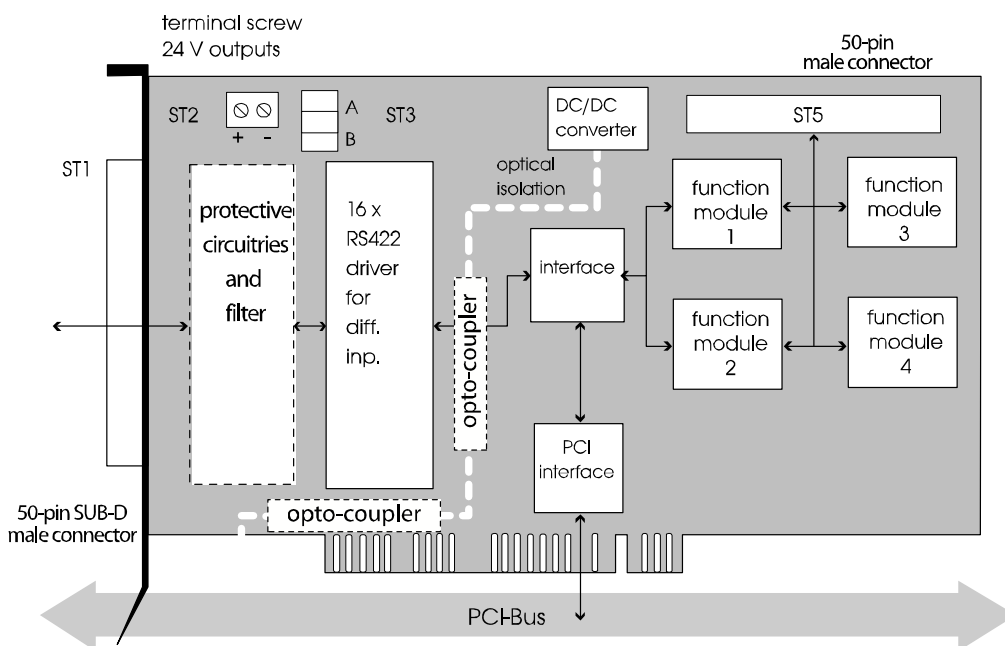 terminal screw
24 V outputs
50-pin
male connector
ST2
+ -
A
B
ST3
DC/DC
converter
ST5
ST1
optical
isolation
protective
circuitries
and
filter
16 x
RS422
driver
for
diff.
inp.
opto-coupler
interface
function
module
1
function
module
3
function
module
2
function
module
4
PCI
interface
50-pin SUB-D
male connector
opto-coupler
PCI-Bus